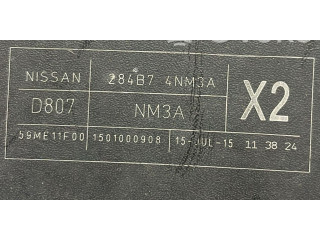 NISSAN 284B7 4NM3A
D807 NM3A X2
59ME11F00 1501000908 15-JUL-15 11 38 24